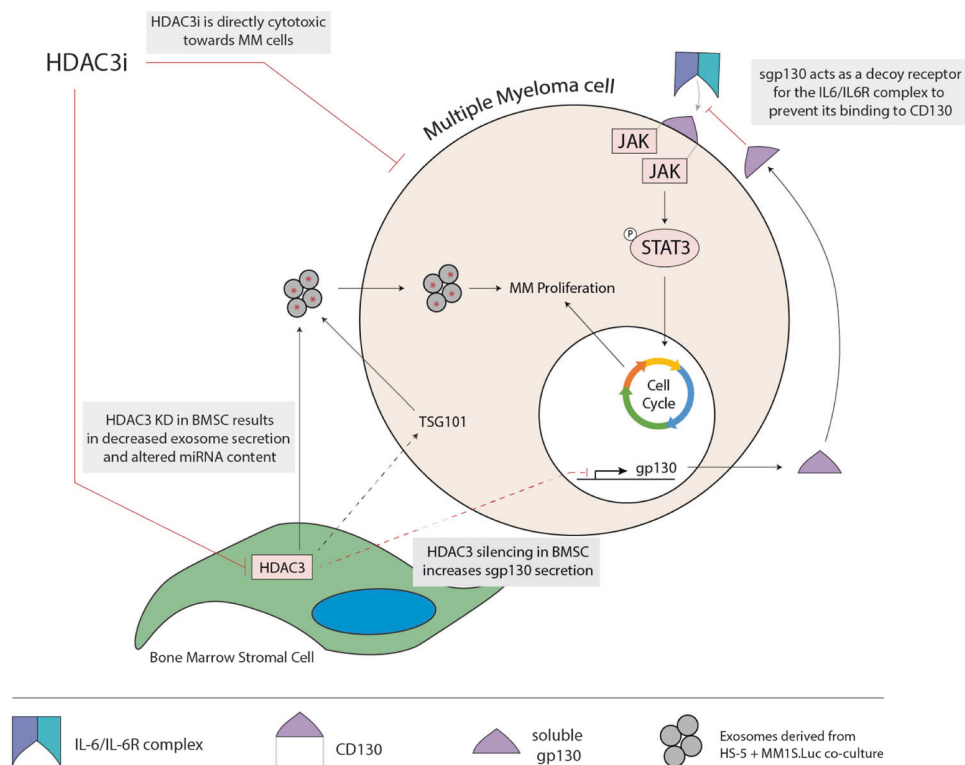 HDAC3i is directly cytotoxic
towards MM cells
HDAC3i
Multiple Myeloma cell
sgp130 acts as a decoy receptor
for the IL6/IL6R complex to
prevent its binding to CD130
JAK
JAK
P
STAT3
MM Proliferation
Cell
Cycle
HDAC3 KD in BMSC results
in decreased exosome secretion
and altered miRNA content
TSG101
gp130
HDAC3
HDAC3 silencing in BMSC
increases sgp130 secretion
Bone Marrow Stromal Cell
IL-6/IL-6R complex
CD130
soluble
gp130
Exosomes derived from
HS-5 + MM1S.Luc co-culture